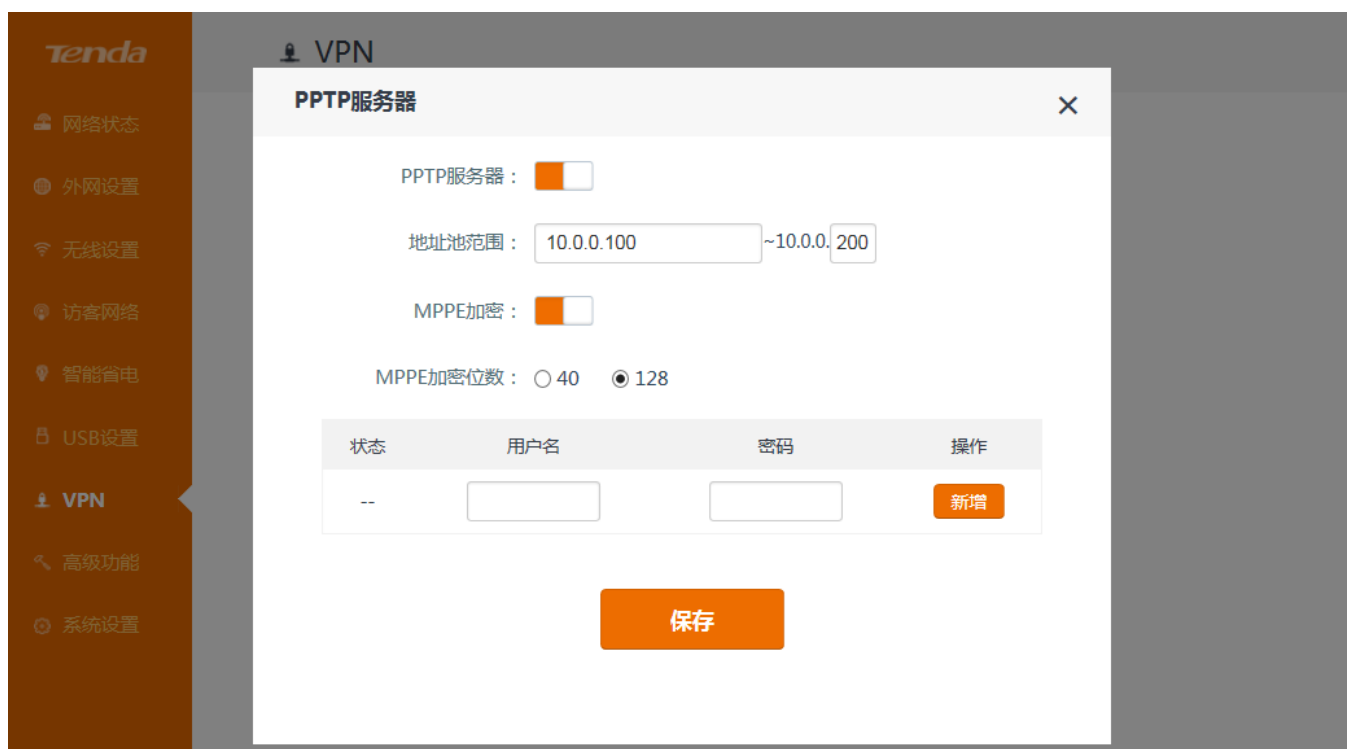 Tenda
VPN
网络状态
外网设置
无线设置
访客网络
智能省电
USB设置
VPN
高级功能
系统设置
PPTP服务器
×
PPTP服务器：
地址池范围： 10.0.0.100 ~10.0.0. 200
MPPE加密：
MPPE加密位数： 40 128
状态 用户名 密码 操作
-- 新增
保存